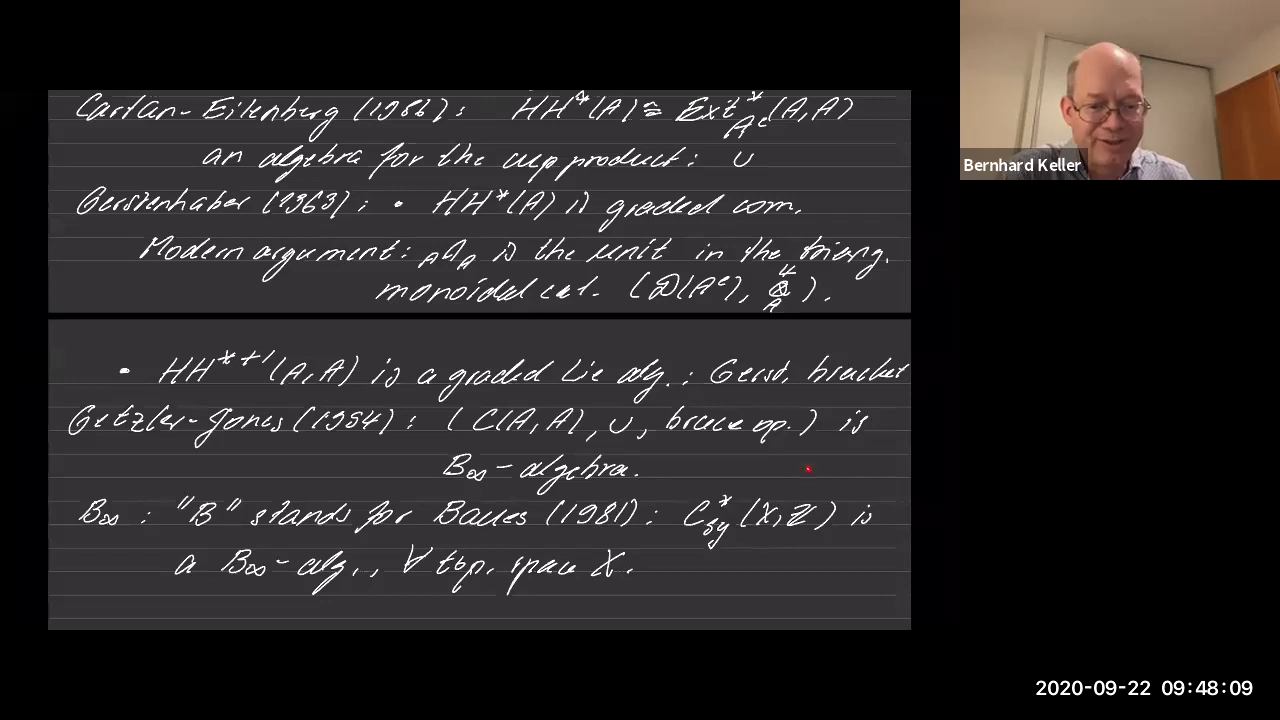 Cartan-Eilenberg (1956): HH*(A) ≅ Ext*_{A^e}(A,A)
an algebra for the cup product: ∪
Gerstenhaber (1963): • HH*(A) is graded com.
Modern argument: _A A_A is the unit in the triang.
monoidal cat. (𝒟(A^e), ⊗^L_A).
• HH^{*+1}(A,A) is a graded Lie alg.: Gerst. bracket
Getzler-Jones (1994): (C(A,A), ∪, brace op.) is
B∞-algebra.
B∞: "B" stands for Baues (1981): C*_{sg}(X,ℤ) is
a B∞-alg., ∀ top. space X.
Bernhard Keller
2020-09-22 09:48:09